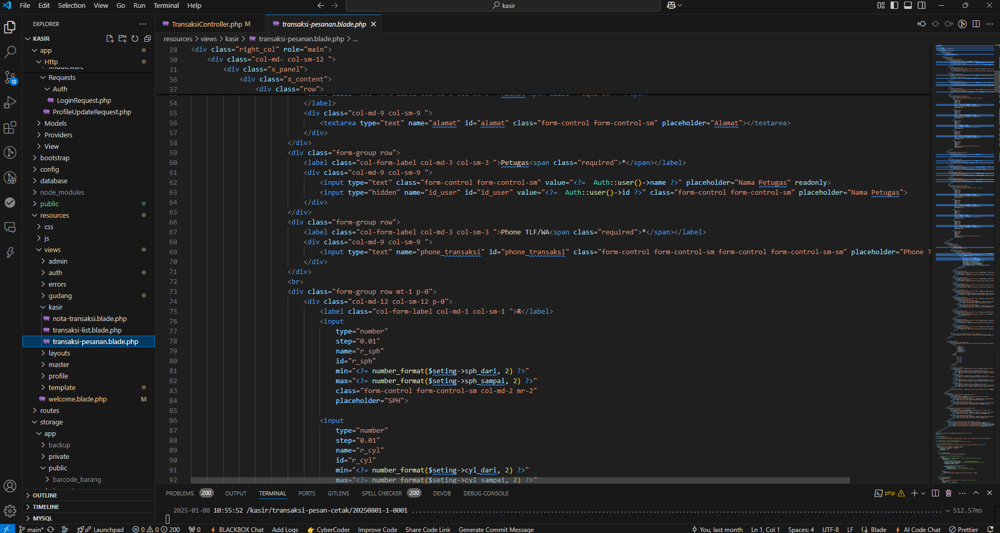 File Edit Selection View Go Run Terminal Help
kasir
EXPLORER
KASIR
app
Http
Middleware
Requests
Auth
LoginRequest.php
ProfileUpdateRequest.php
Models
Providers
View
bootstrap
config
database
node_modules
public
resources
css
js
views
admin
auth
errors
gudang
kasir
nota-transaksi.blade.php
transaksi-list.blade.php
transaksi-pesanan.blade.php
layouts
master
profile
template
welcome.blade.php M
routes
storage
app
backup
private
public
barcode_barang
OUTLINE
TIMELINE
MYSQL
12
TransaksiController.php M
transaksi-pesanan.blade.php
resources > views > kasir > transaksi-pesanan.blade.php > ...
28 <div class="right_col" role="main">
30 <div class="col-md- col-sm-12 ">
31 <div class="x_panel">
36 <div class="x_content">
37 <div class="row">
54 </label>
55 <div class="col-md-9 col-sm-9 ">
56 <textarea type="text" name="alamat" id="alamat" class="form-control form-control-sm" placeholder="Alamat"></textarea>
57 </div>
58 </div>
59 <div class="form-group row">
60 <label class="col-form-label col-md-3 col-sm-3 ">Petugas<span class="required">*</span></label>
61 <div class="col-md-9 col-sm-9 ">
62 <input type="text" class="form-control form-control-sm" value="<?= Auth::user()->name ?>" placeholder="Nama Petugas" readonly>
63 <input type="hidden" name="id_user" id="id_user" value="<?= Auth::user()->id ?>" class="form-control form-control-sm" placeholder="Nama Petugas">
64 </div>
65 </div>
66 <div class="form-group row">
67 <label class="col-form-label col-md-3 col-sm-3 ">Phone TLF/WA<span class="required">*</span></label>
68 <div class="col-md-9 col-sm-9 ">
69 <input type="text" name="phone_transaksi" id="phone_transaksi" class="form-control form-control-sm form-control form-control-sm-sm" placeholder="Phone T
70 </div>
71 </div>
72 <br>
73 <div class="form-group row mt-1 p-0">
74 <div class="col-md-12 col-sm-12 p-0">
75 <label class="col-form-label col-md-1 col-sm-1 ">R</label>
76 <input
77 type="number"
78 step="0.01"
79 name="r_sph"
80 id="r_sph"
81 min="<?= number_format($seting->sph_dari, 2) ?>"
82 max="<?= number_format($seting->sph_sampai, 2) ?>"
83 class="form-control form-control-sm col-md-2 mr-2"
84 placeholder="SPH">
85
86 <input
87 type="number"
88 step="0.01"
89 name="r_cyl"
90 id="r_cyl"
91 min="<?= number_format($seting->cyl_dari, 2) ?>"
92 max="<?= number_format($seting->cyl_sampai, 2) ?>"
PROBLEMS 200 OUTPUT TERMINAL PORTS GITLENS SPELL CHECKER 200 DEVDB DEBUG CONSOLE
php
2025-01-08 10:55:52 /kasir/transaksi-pesan-cetak/20250801-1-0001 ~ 512.57ms
main* Launchpad 0 0 200 0 BLACKBOX Chat Add Logs CyberCoder Improve Code Share Code Link Generate Commit Message You, last month Ln 1, Col 1 Spaces: 4 UTF-8 LF Blade AI Code Chat Prettier